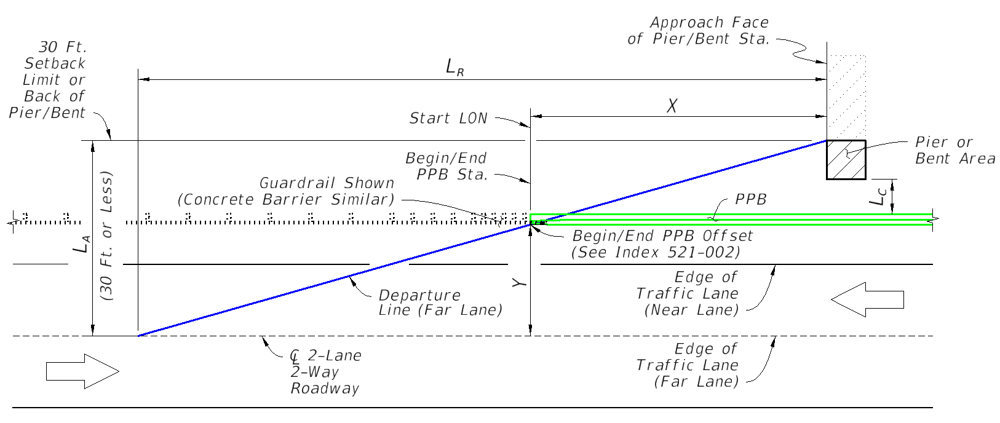 Approach Face
of Pier/Bent Sta.
30 Ft.
Setback
Limit or
Back of
Pier/Bent
LR
X
Start LON
Pier or
Bent Area
Begin/End
PPB Sta.
Guardrail Shown
(Concrete Barrier Similar)
LC
PPB
LA
(30 Ft. or Less)
Begin/End PPB Offset
(See Index 521-002)
Y
Edge of
Traffic Lane
(Near Lane)
Departure
Line (Far Lane)
℄ 2-Lane
2-Way
Roadway
Edge of
Traffic Lane
(Far Lane)